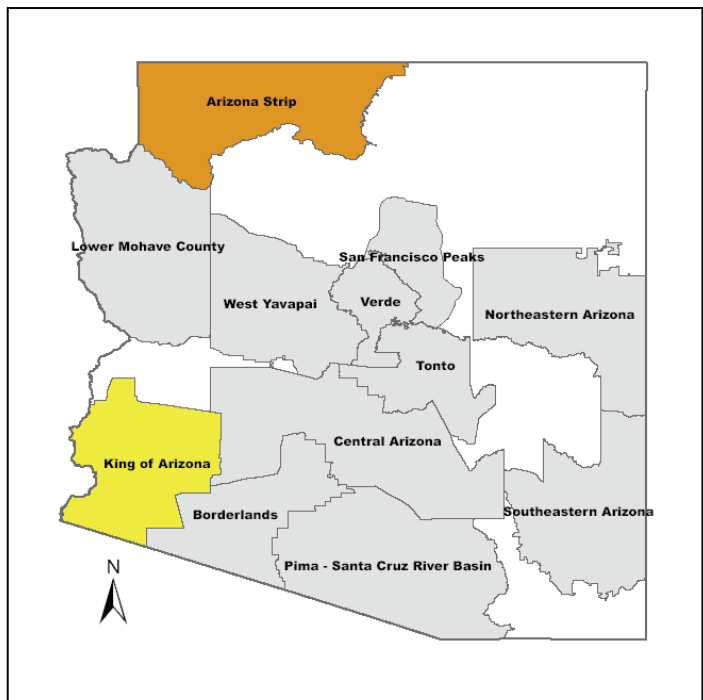 Arizona Strip
Lower Mohave County
San Francisco Peaks
West Yavapai
Verde
Northeastern Arizona
Tonto
Central Arizona
King of Arizona
Borderlands
Southeastern Arizona
Pima - Santa Cruz River Basin
N